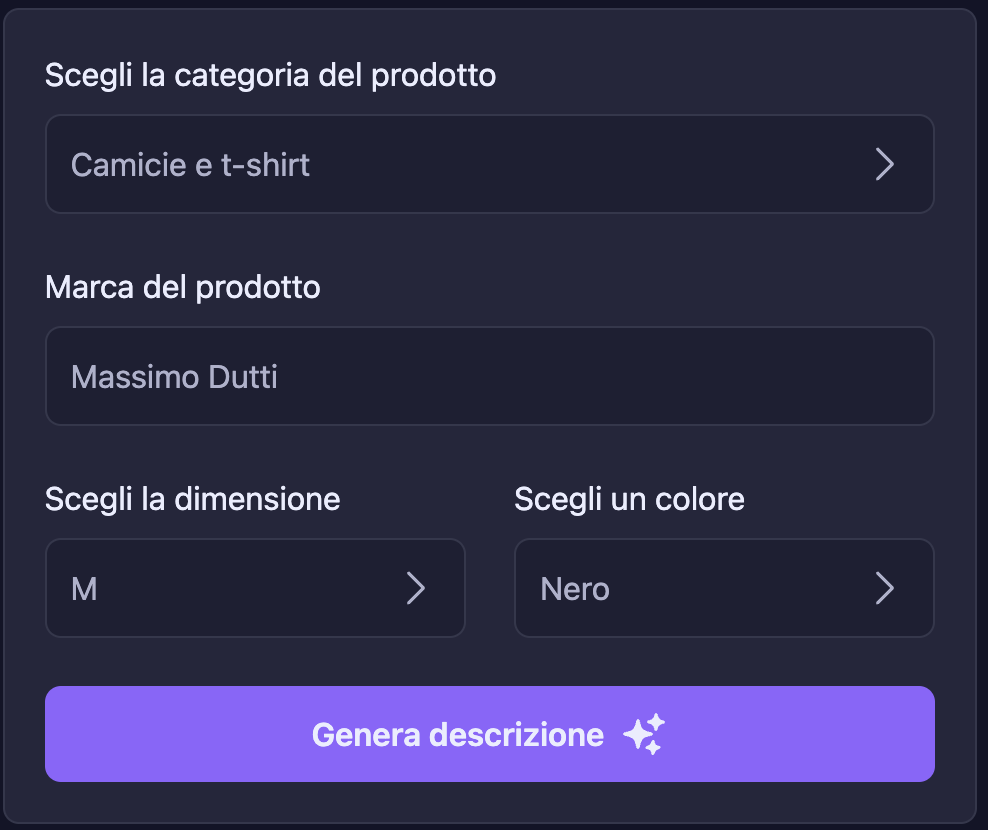 Scegli la categoria del prodotto
Camicie e t-shirt
Marca del prodotto
Massimo Dutti
Scegli la dimensione
Scegli un colore
M
Nero
Genera descrizione